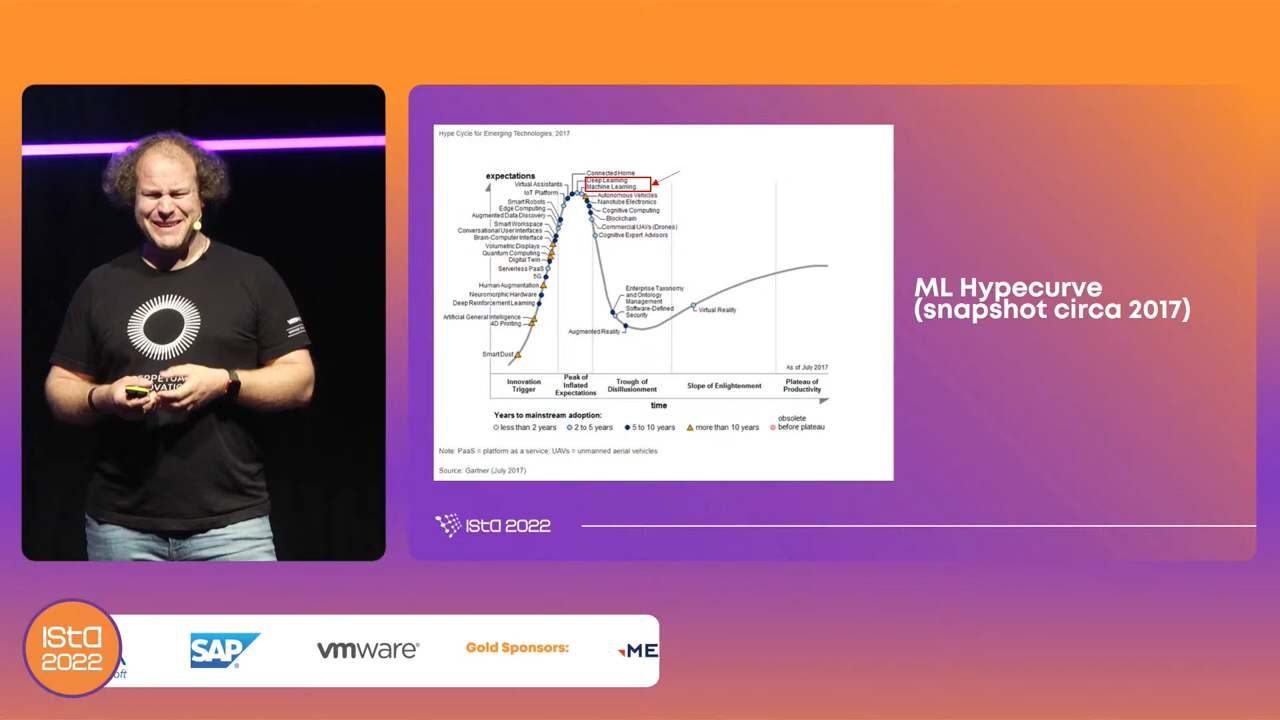 Hype Cycle for Emerging Technologies, 2017
expectations
Connected Home
Deep Learning
Machine Learning
Virtual Assistants
IoT Platform
Autonomous Vehicles
Nanotube Electronics
Smart Robots
Edge Computing
Augmented Data Discovery
Smart Workspace
Conversational User Interfaces
Brain-Computer Interface
Volumetric Displays
Quantum Computing
Digital Twin
Serverless PaaS
5G
Human Augmentation
Neuromorphic Hardware
Deep Reinforcement Learning
Artificial General Intelligence
4D Printing
Smart Dust
Cognitive Computing
Blockchain
Commercial UAVs (Drones)
Cognitive Expert Advisors
Enterprise Taxonomy
and Ontology
Management
Software-Defined
Security
Augmented Reality
Virtual Reality
As of July 2017
Innovation
Trigger
Peak of
Inflated
Expectations
Trough of
Disillusionment
Slope of Enlightenment
Plateau of
Productivity
time
Years to mainstream adoption:
less than 2 years
2 to 5 years
5 to 10 years
more than 10 years
obsolete
before plateau
Note: PaaS = platform as a service; UAVs = unmanned aerial vehicles
Source: Gartner (July 2017)
ML Hypecurve
(snapshot circa 2017)
ISTA 2022
ISTA
2022
SAP
vmware
Gold Sponsors:
ME